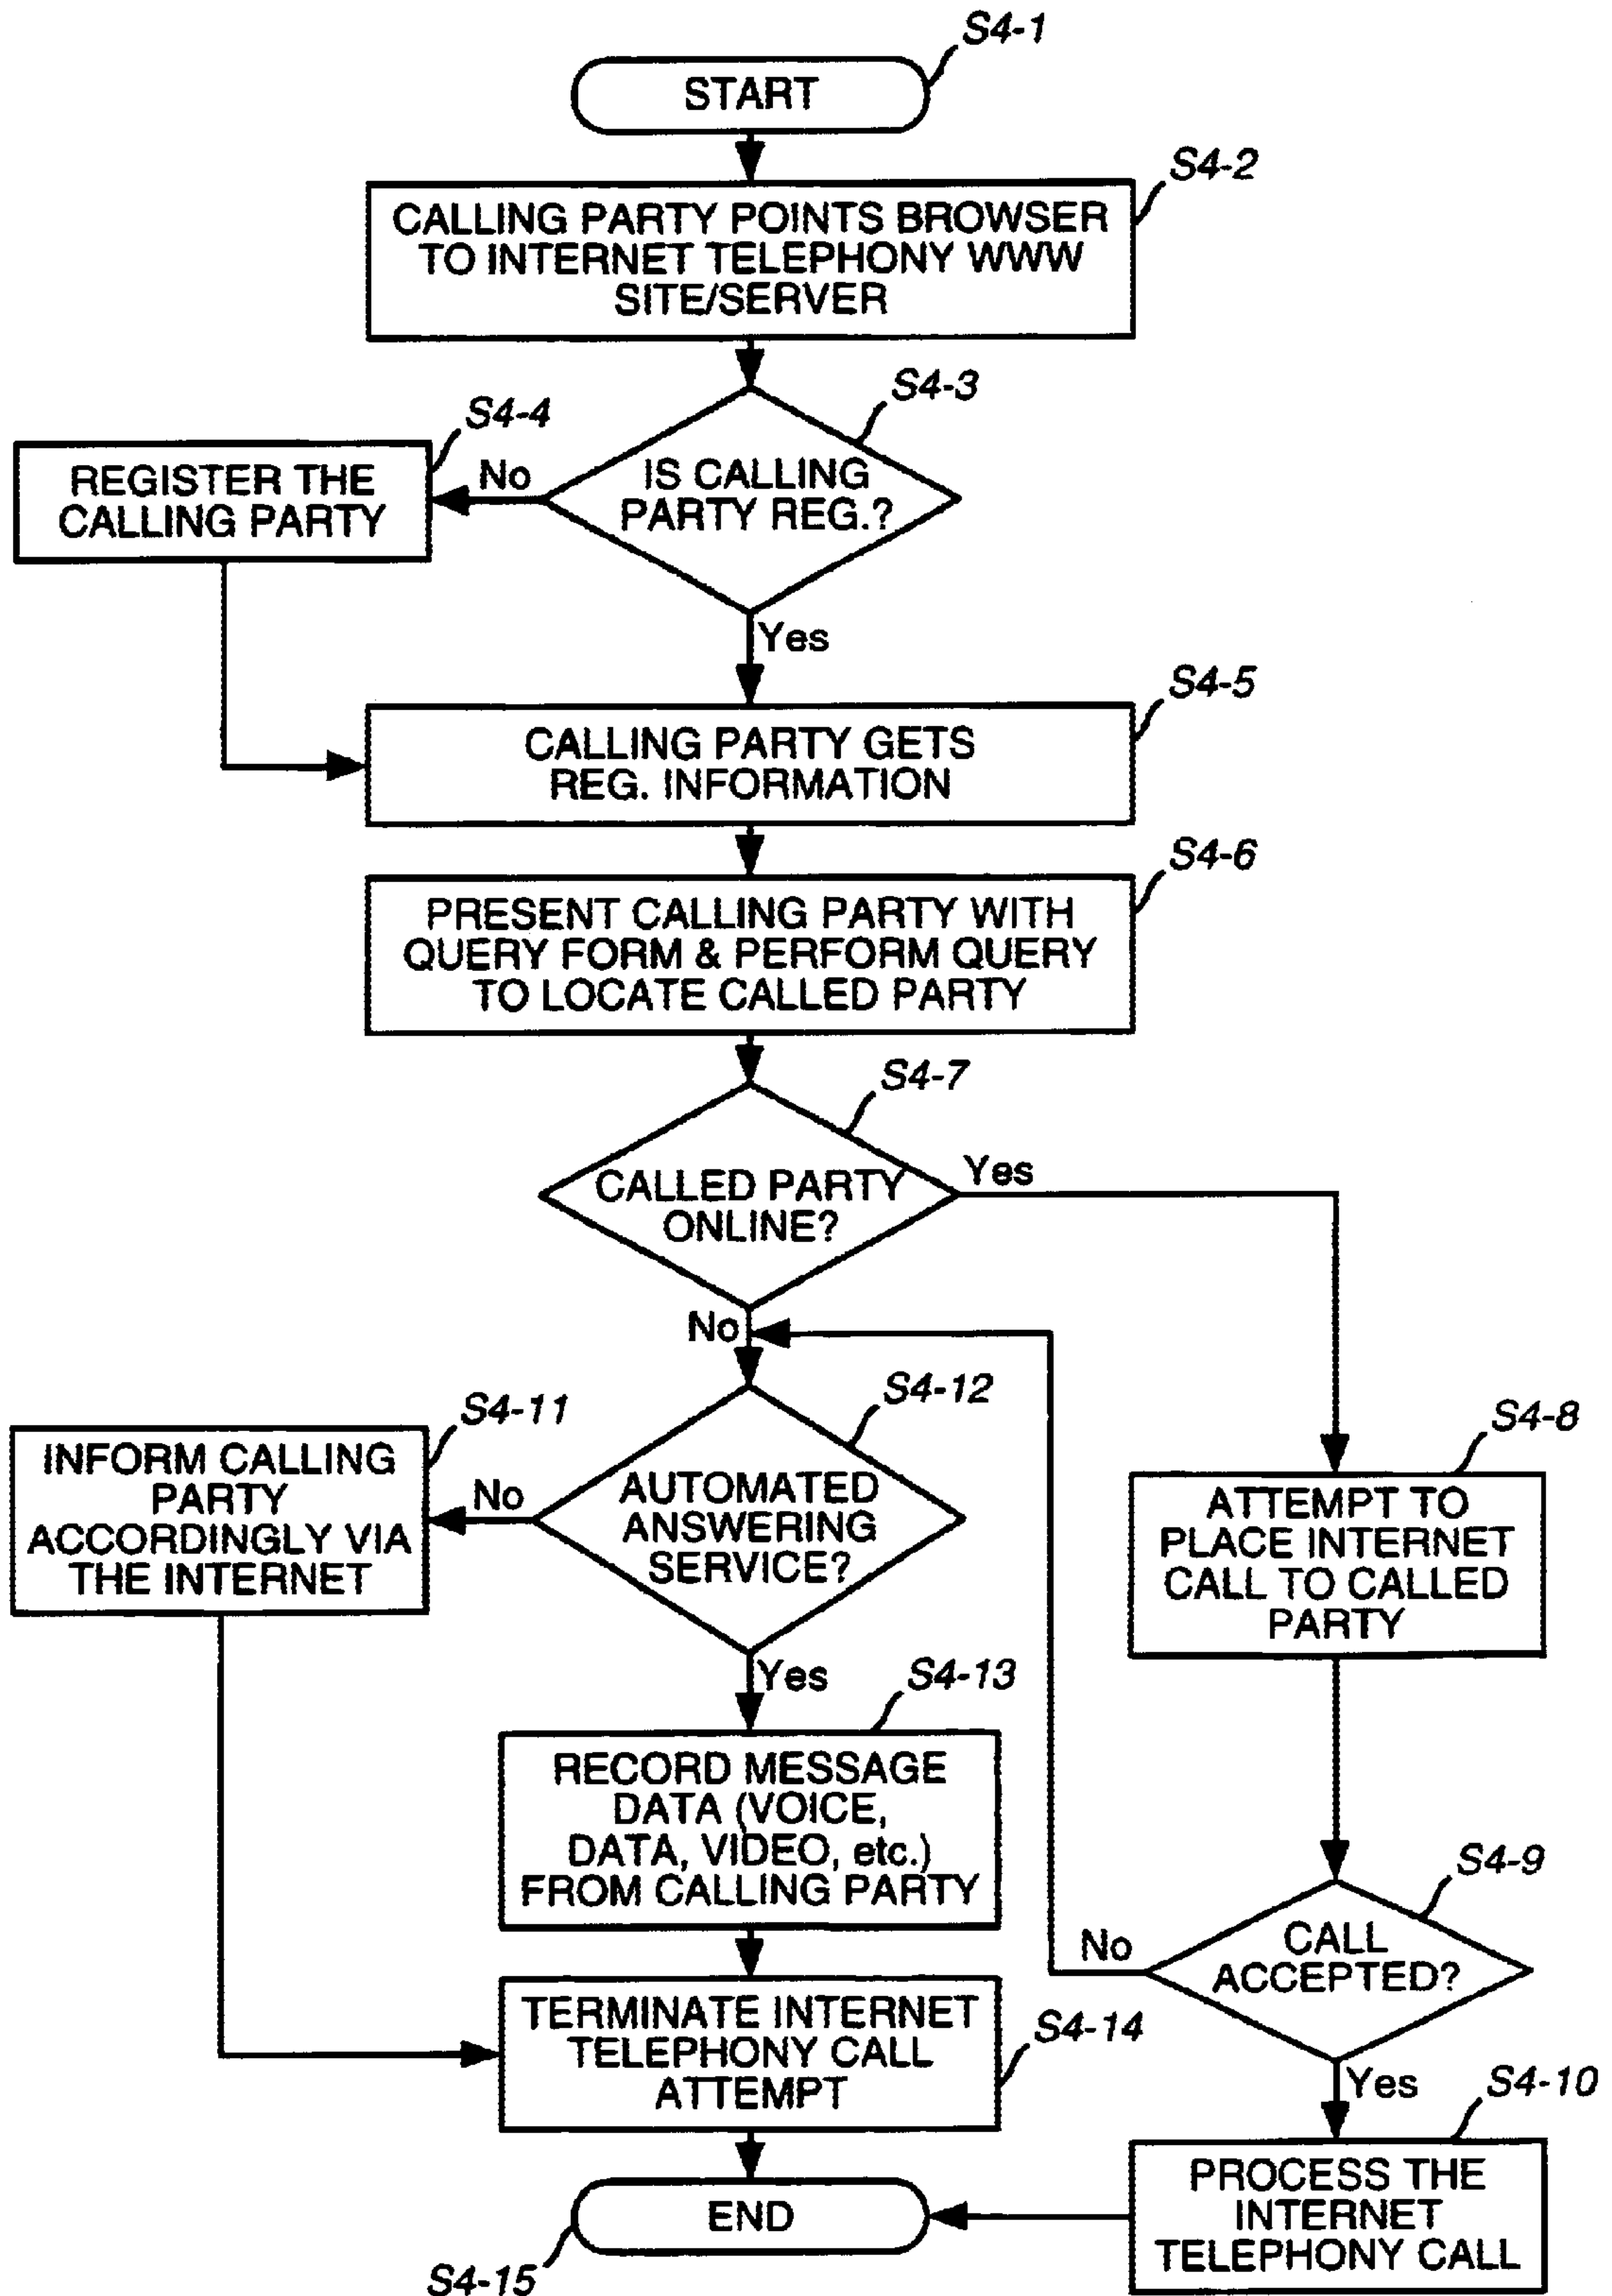 S4-1
START
S4-2
CALLING PARTY POINTS BROWSER
TO INTERNET TELEPHONY WWW
SITE/SERVER
S4-3
IS CALLING
PARTY REG.?
No
S4-4
REGISTER THE
CALLING PARTY
Yes
S4-5
CALLING PARTY GETS
REG. INFORMATION
S4-6
PRESENT CALLING PARTY WITH
QUERY FORM & PERFORM QUERY
TO LOCATE CALLED PARTY
S4-7
CALLED PARTY
ONLINE?
Yes
No
S4-12
AUTOMATED
ANSWERING
SERVICE?
No
S4-11
INFORM CALLING
PARTY
ACCORDINGLY VIA
THE INTERNET
S4-8
ATTEMPT TO
PLACE INTERNET
CALL TO CALLED
PARTY
Yes
S4-13
RECORD MESSAGE
DATA (VOICE,
DATA, VIDEO, etc.)
FROM CALLING PARTY
S4-9
CALL
ACCEPTED?
No
TERMINATE INTERNET
TELEPHONY CALL
ATTEMPT
S4-14
Yes
S4-10
PROCESS THE
INTERNET
TELEPHONY CALL
END
S4-15